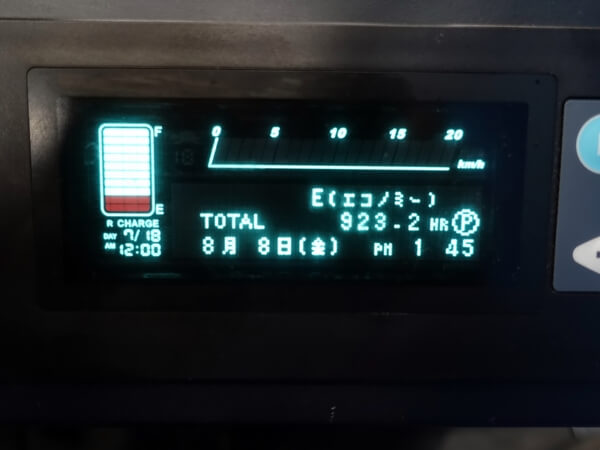 F
E
R CHARGE
DAY 7/18
AM 12:00
0 5 10 15 20
km/h
E(エコノミー)
TOTAL 923.2 HR P
8月 8日(金) PM 1 45